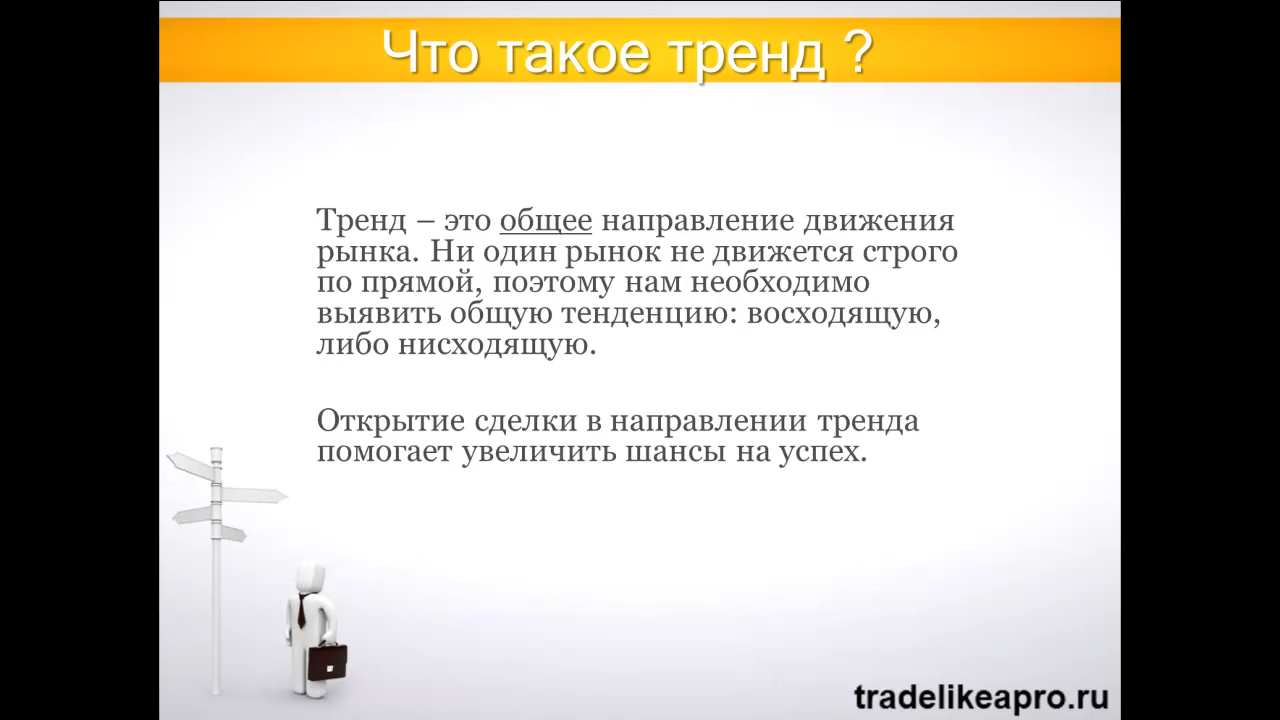 Что такое тренд ?
Тренд – это общее направление движения
рынка. Ни один рынок не движется строго
по прямой, поэтому нам необходимо
выявить общую тенденцию: восходящую,
либо нисходящую.
Открытие сделки в направлении тренда
помогает увеличить шансы на успех.
tradelikeapro.ru